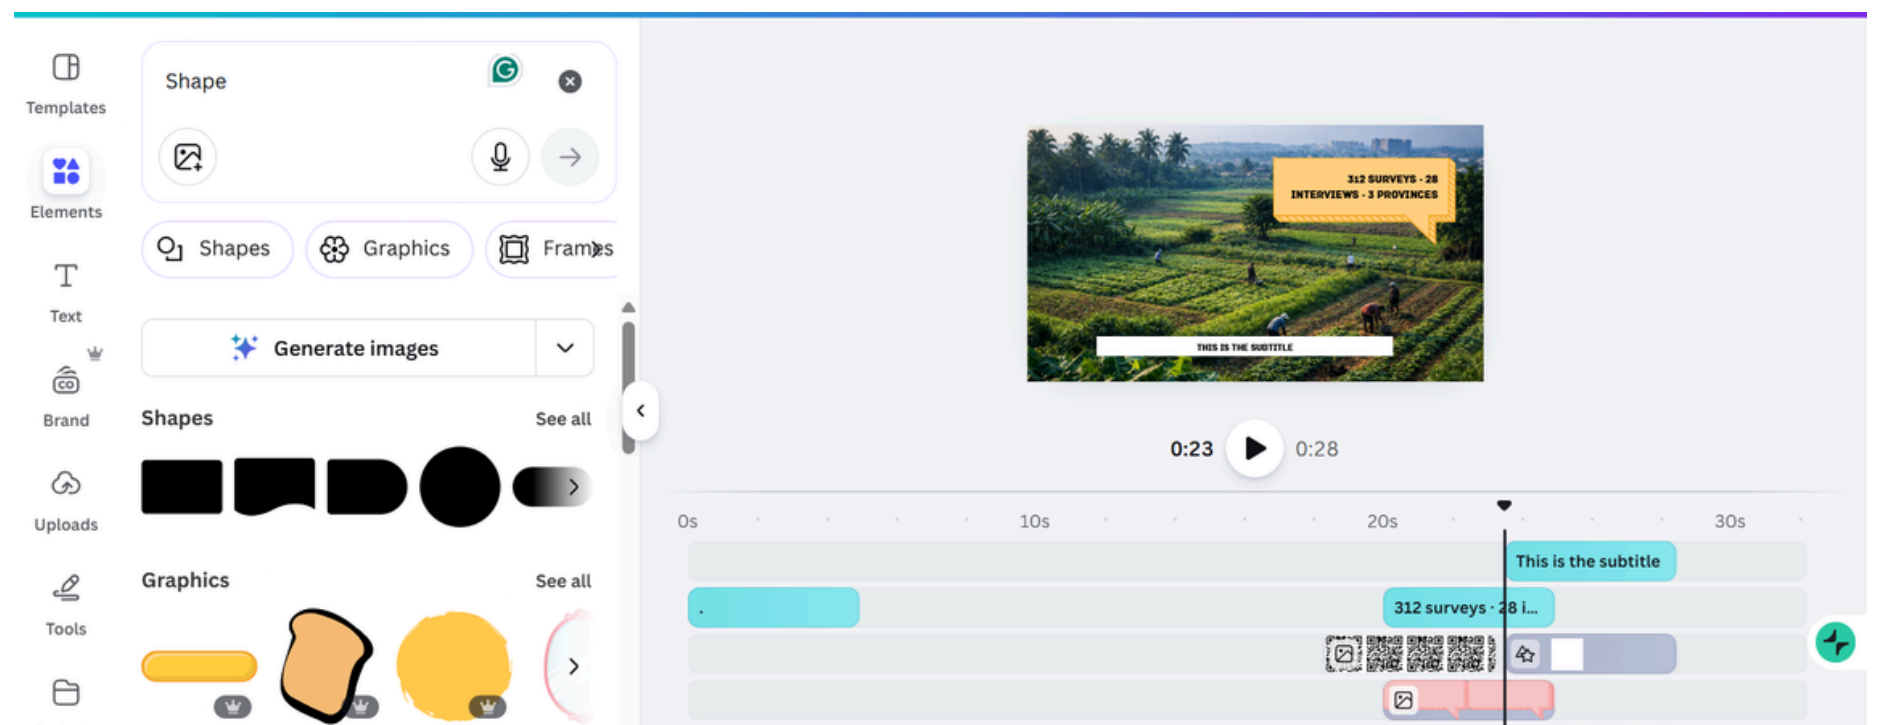 Templates
Elements
Text
Brand
Uploads
Tools
Shape
Shapes
Graphics
Frames
Generate images
Shapes
See all
Graphics
See all
312 SURVEYS · 28
INTERVIEWS · 3 PROVINCES
THIS IS THE SUBTITLE
0:23
0:28
0s
10s
20s
30s
This is the subtitle
.
312 surveys · 28 i...